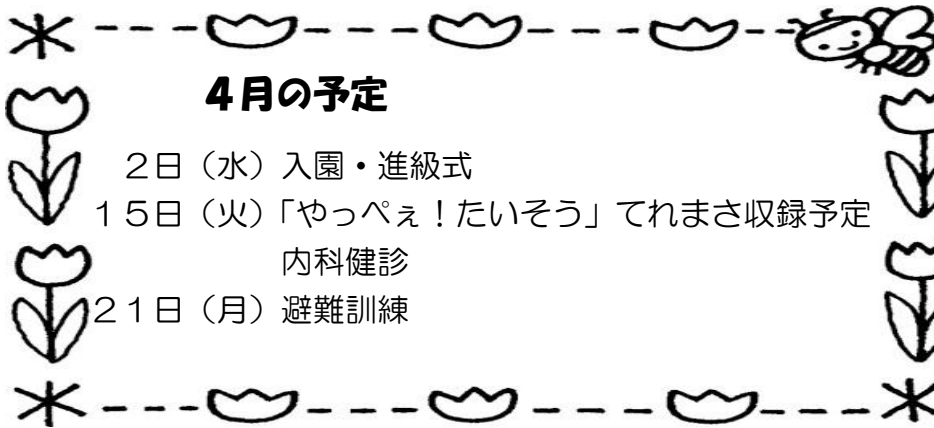 4月の予定
2日（水）入園・進級式
15日（火）「やっぺぇ！たいそう」てれまさ収録予定
内科健診
21日（月）避難訓練